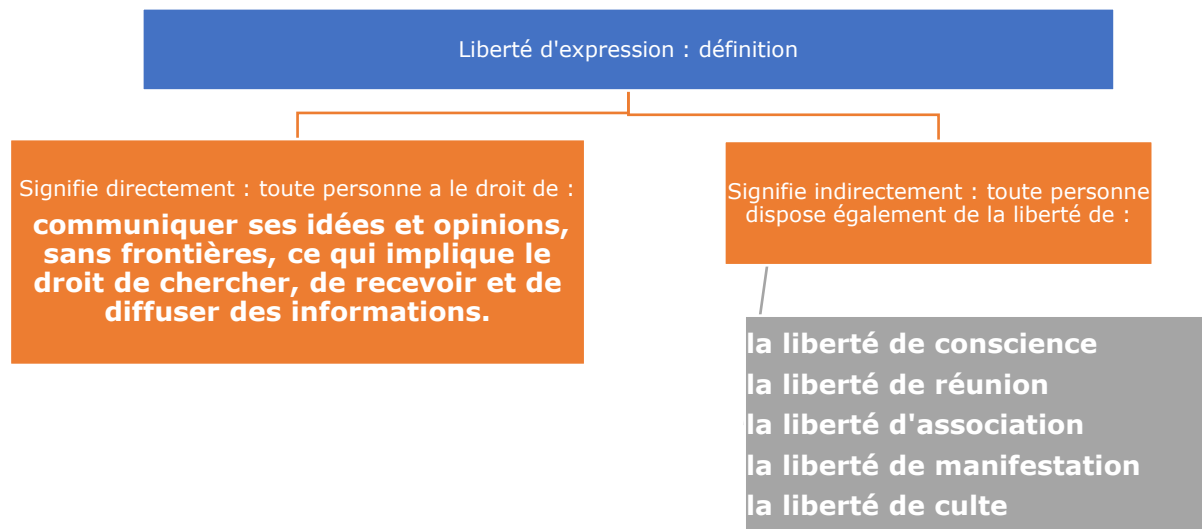 Liberté d'expression : définition
Signifie directement : toute personne a le droit de :
communiquer ses idées et opinions,
sans frontières, ce qui implique le
droit de chercher, de recevoir et de
diffuser des informations.
Signifie indirectement : toute personne
dispose également de la liberté de :
la liberté de conscience
la liberté de réunion
la liberté d'association
la liberté de manifestation
la liberté de culte